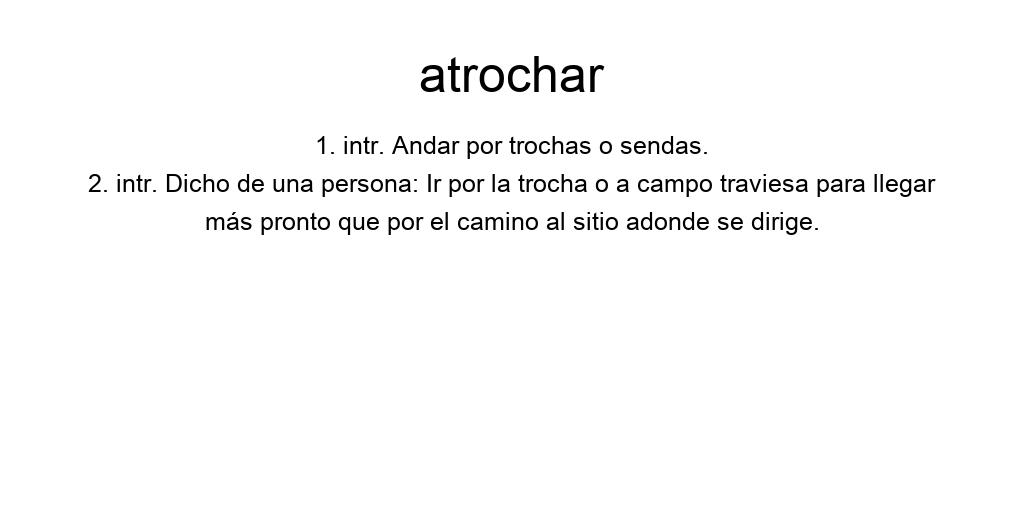 atrochar
1. intr. Andar por trochas o sendas.
2. intr. Dicho de una persona: Ir por la trocha o a campo traviesa para llegar
más pronto que por el camino al sitio adonde se dirige.